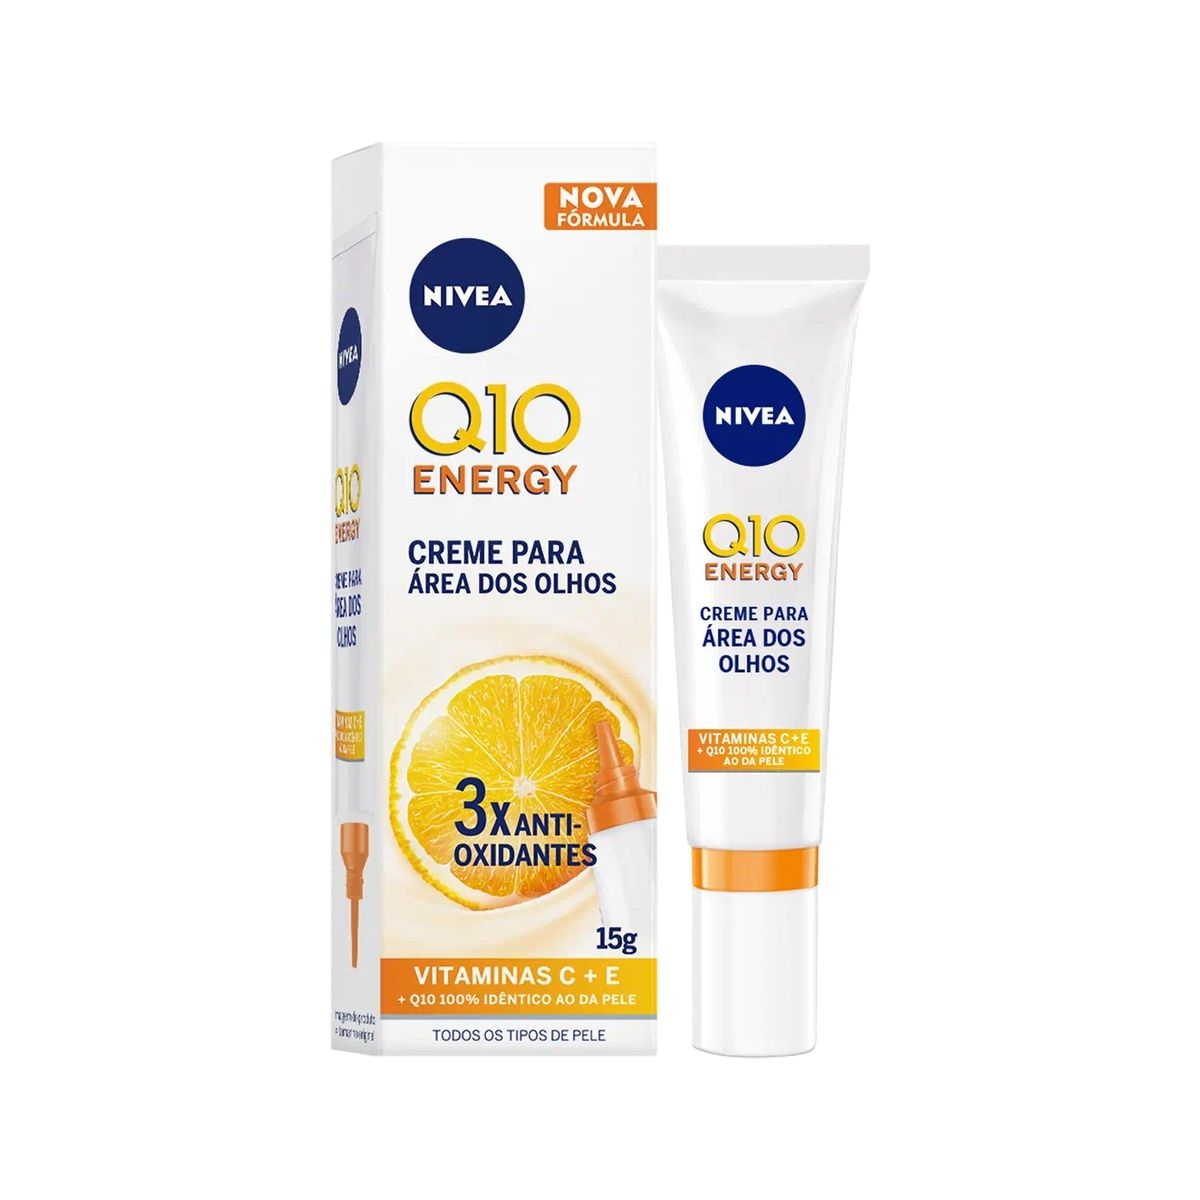 NOVA
FÓRMULA
NIVEA
Q10
ENERGY
CREME PARA
ÁREA DOS OLHOS
3x ANTI-
OXIDANTES
15g
VITAMINAS C + E
+ Q10 100% IDÊNTICO AO DA PELE
TODOS OS TIPOS DE PELE
NIVEA
Q10
ENERGY
ÁREA DOS
OLHOS
NIVEA
Q10
ENERGY
CREME PARA
ÁREA DOS
OLHOS
VITAMINAS C+E
+ Q10 100% IDÊNTICO
AO DA PELE